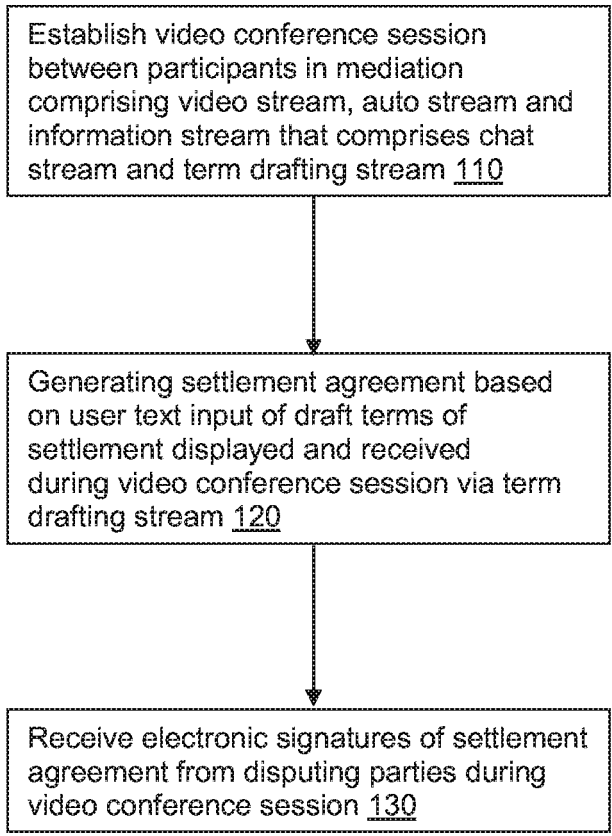 Establish video conference session
between participants in mediation
comprising video stream, auto stream and
information stream that comprises chat
stream and term drafting stream 110
Generating settlement agreement based
on user text input of draft terms of
settlement displayed and received
during video conference session via term
drafting stream 120
Receive electronic signatures of settlement
agreement from disputing parties during
video conference session 130